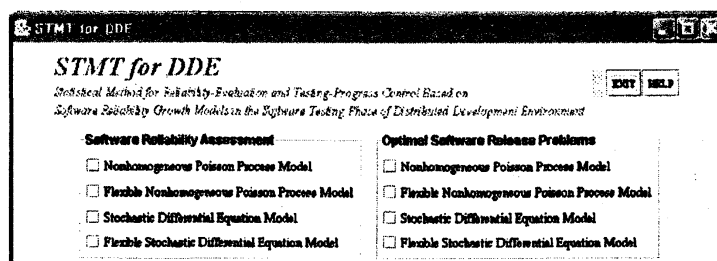 STMT for DDE
STMT for DDE
Statistical Method for Reliability-Evaluation and Testing-Progress Control Based on
Software Reliability Growth Models in the Software Testing Phase of Distributed Development Environment
EXIT HELP
Software Reliability Assessment
Nonhomogeneous Poisson Process Model
Flexible Nonhomogeneous Poisson Process Model
Stochastic Differential Equation Model
Flexible Stochastic Differential Equation Model
Optimal Software Release Problems
Nonhomogeneous Poisson Process Model
Flexible Nonhomogeneous Poisson Process Model
Stochastic Differential Equation Model
Flexible Stochastic Differential Equation Model